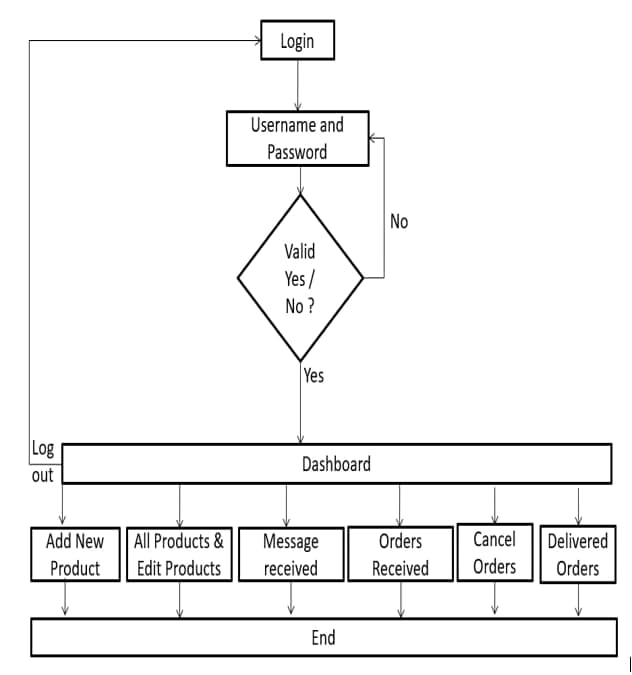 Login
Username and
Password
No
Valid
Yes /
No ?
Yes
Log
out
Dashboard
Add New
Product
All Products &
Edit Products
Message
received
Orders
Received
Cancel
Orders
Delivered
Orders
End